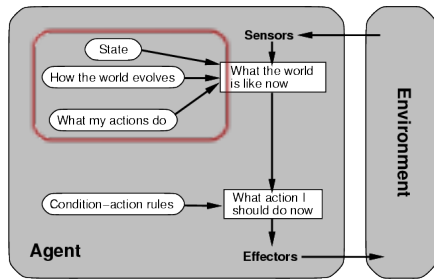 Sensors
State
How the world evolves
What my actions do
What the world
is like now
Condition−action rules
What action I
should do now
Agent
Effectors
Environment